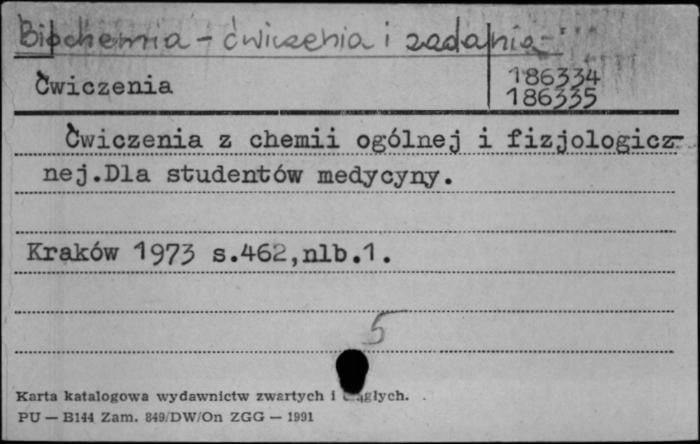 Biochemia - ćwiczenia i zadania
Ćwiczenia
186334
186335
Ćwiczenia z chemii ogólnej i fizjologicz-
nej.Dla studentów medycyny.
Kraków 1973 s.462,nlb.1.
5
Karta katalogowa wydawnictw zwartych i ciągłych.
PU — B144 Zam. 849/DW/On ZGG — 1991